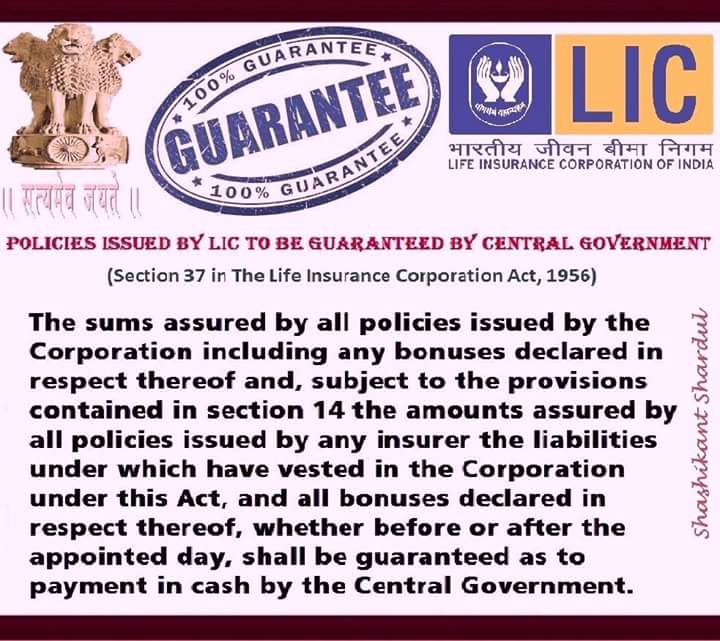 100% GUARANTEE
GUARANTEE
100% GUARANTEE
LIC
योगक्षेमं वहाम्यहम्
भारतीय जीवन बीमा निगम
LIFE INSURANCE CORPORATION OF INDIA
|| सत्यमेव जयते ||
POLICIES ISSUED BY LIC TO BE GUARANTEED BY CENTRAL GOVERNMENT
(Section 37 in The Life Insurance Corporation Act, 1956)
The sums assured by all policies issued by the
Corporation including any bonuses declared in
respect thereof and, subject to the provisions
contained in section 14 the amounts assured by
all policies issued by any insurer the liabilities
under which have vested in the Corporation
under this Act, and all bonuses declared in
respect thereof, whether before or after the
appointed day, shall be guaranteed as to
payment in cash by the Central Government.
Shashikant Shardul